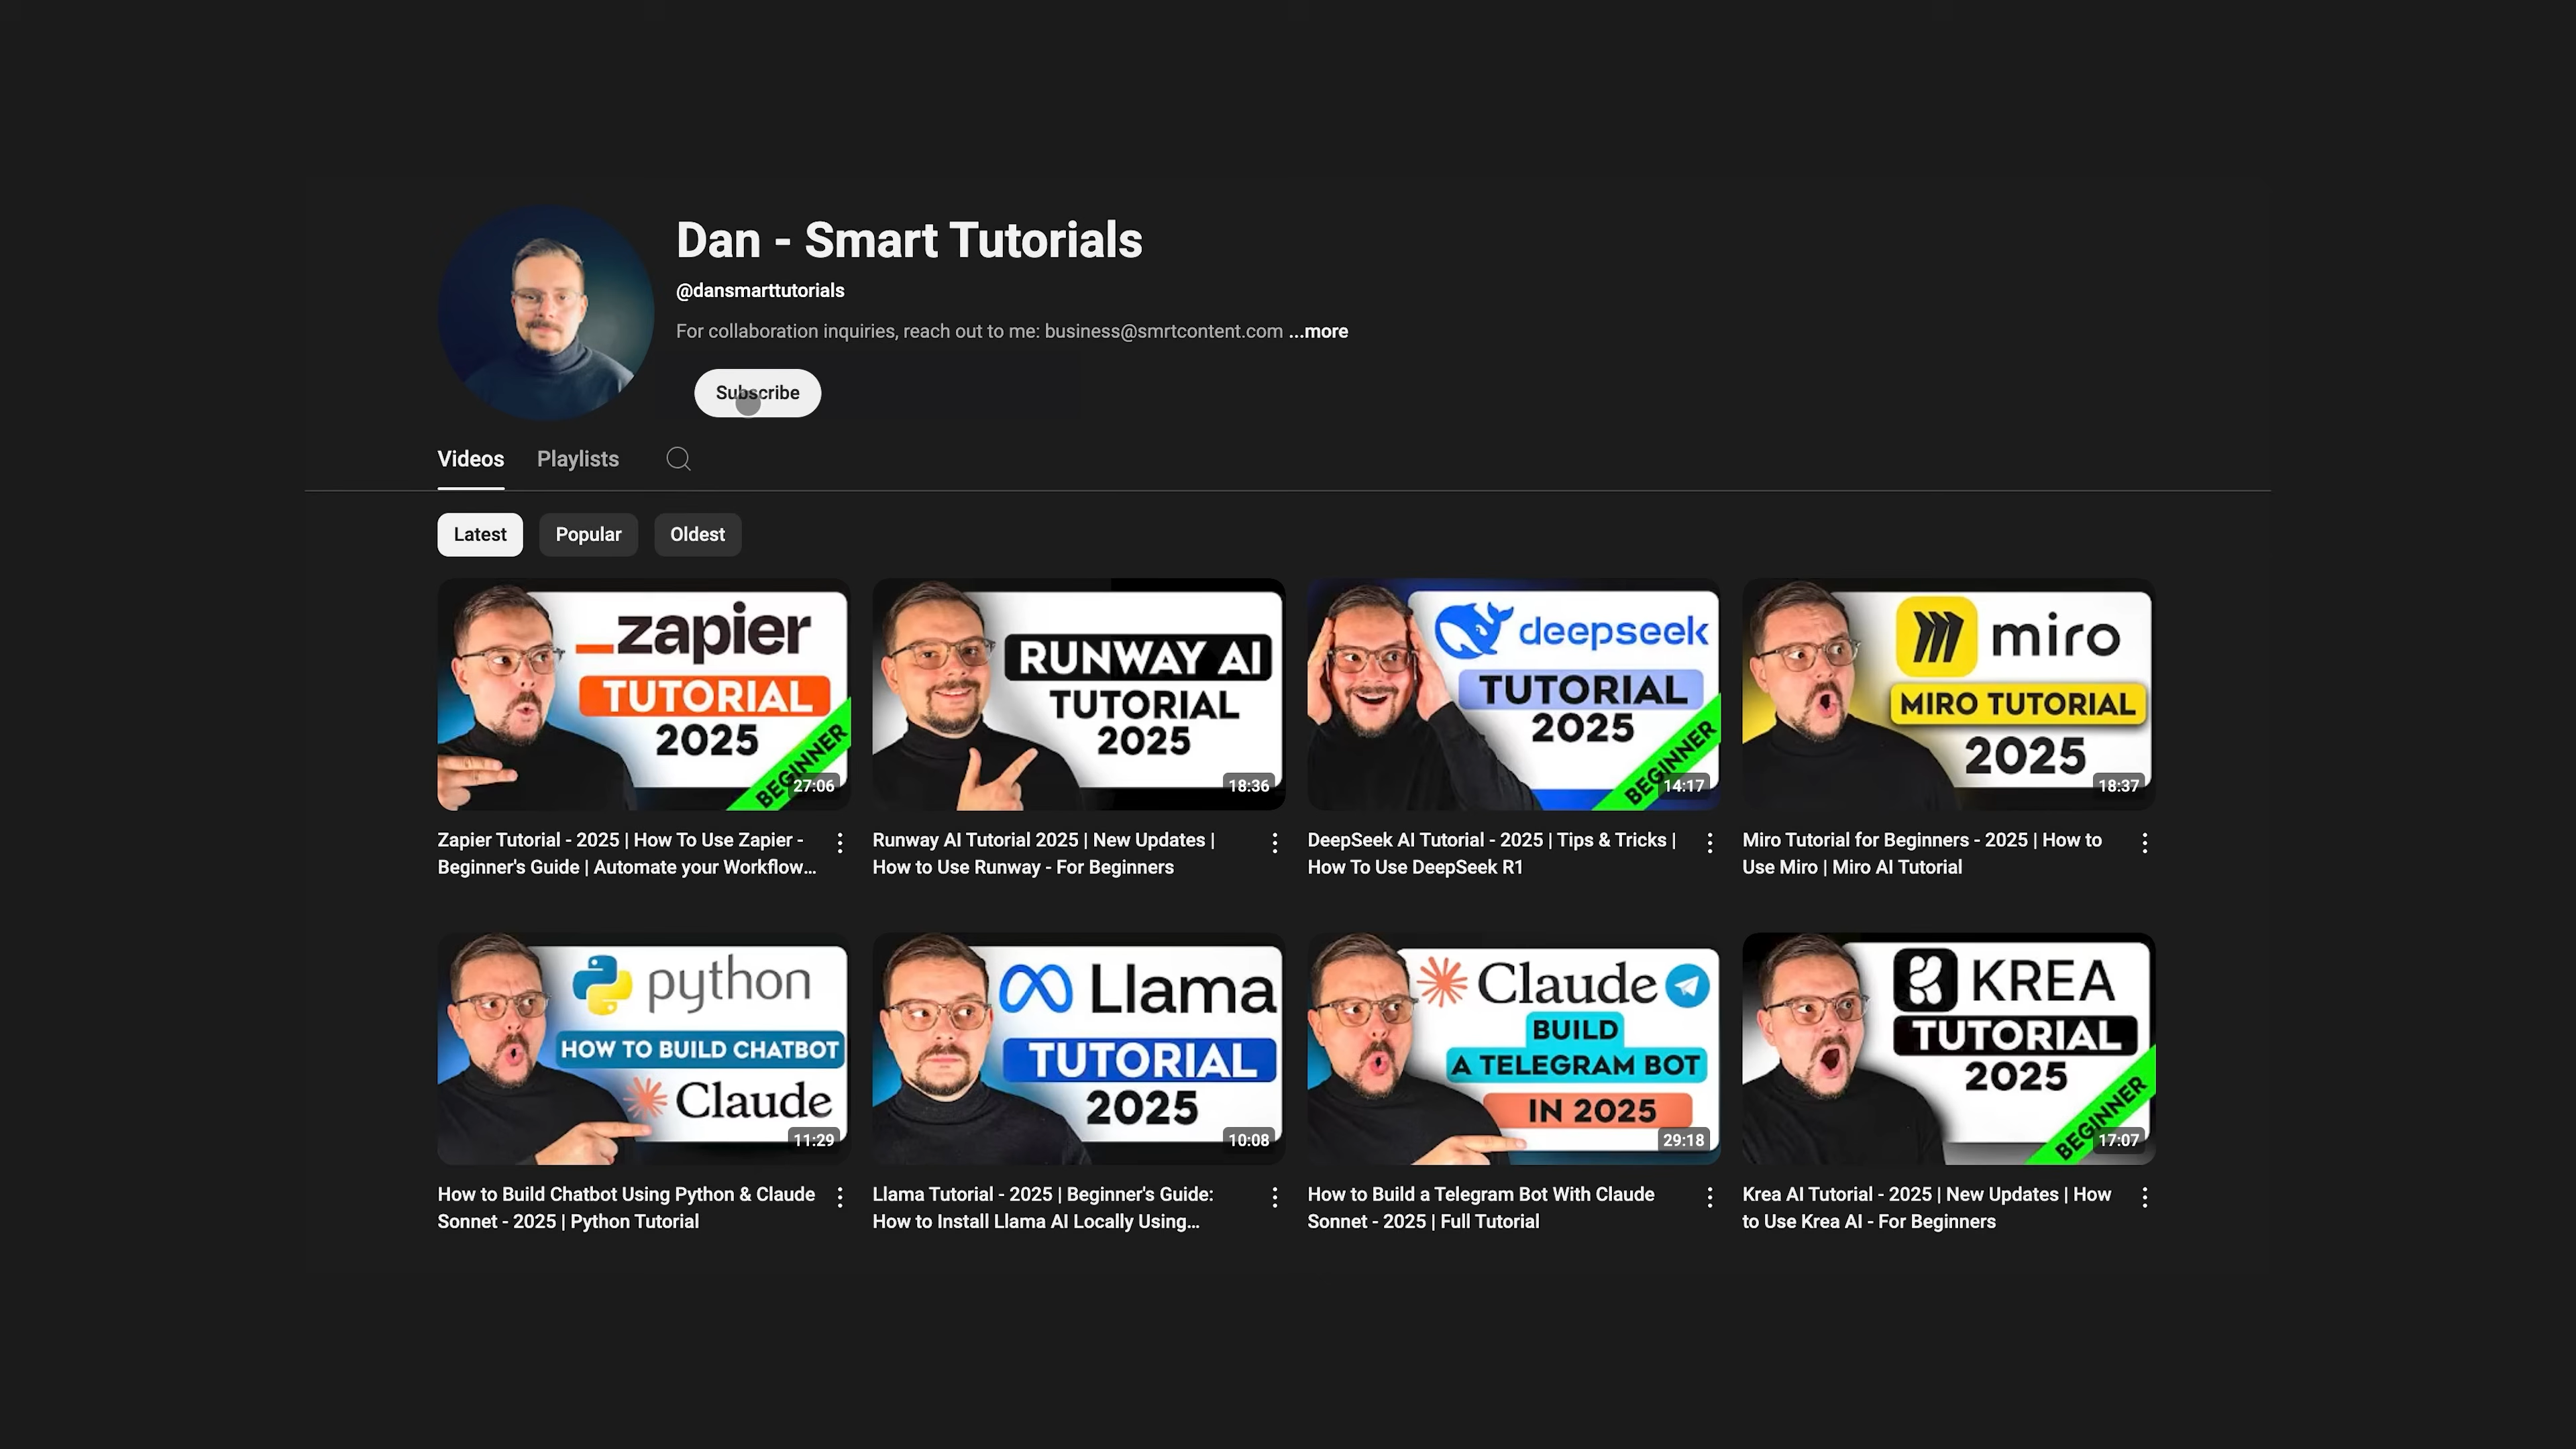 Dan - Smart Tutorials
@dansmarttutorials
For collaboration inquiries, reach out to me: business@smrtcontent.com ...more
Subscribe
Videos
Playlists
Latest
Popular
Oldest
zapier
TUTORIAL
2025
BEGINNER
27:06
RUNWAY AI
TUTORIAL
2025
18:36
deepseek
TUTORIAL
2025
BEGINNER
14:17
miro
MIRO TUTORIAL
2025
18:37
Zapier Tutorial - 2025 | How To Use Zapier -
Beginner's Guide | Automate your Workflow...
Runway AI Tutorial 2025 | New Updates |
How to Use Runway - For Beginners
DeepSeek AI Tutorial - 2025 | Tips & Tricks |
How To Use DeepSeek R1
Miro Tutorial for Beginners - 2025 | How to
Use Miro | Miro AI Tutorial
python
HOW TO BUILD CHATBOT
Claude
11:29
Llama
TUTORIAL
2025
10:08
Claude
BUILD
A TELEGRAM BOT
IN 2025
29:18
KREA
TUTORIAL
2025
BEGINNER
17:07
How to Build Chatbot Using Python & Claude
Sonnet - 2025 | Python Tutorial
Llama Tutorial - 2025 | Beginner's Guide:
How to Install Llama AI Locally Using...
How to Build a Telegram Bot With Claude
Sonnet - 2025 | Full Tutorial
Krea AI Tutorial - 2025 | New Updates | How
to Use Krea AI - For Beginners